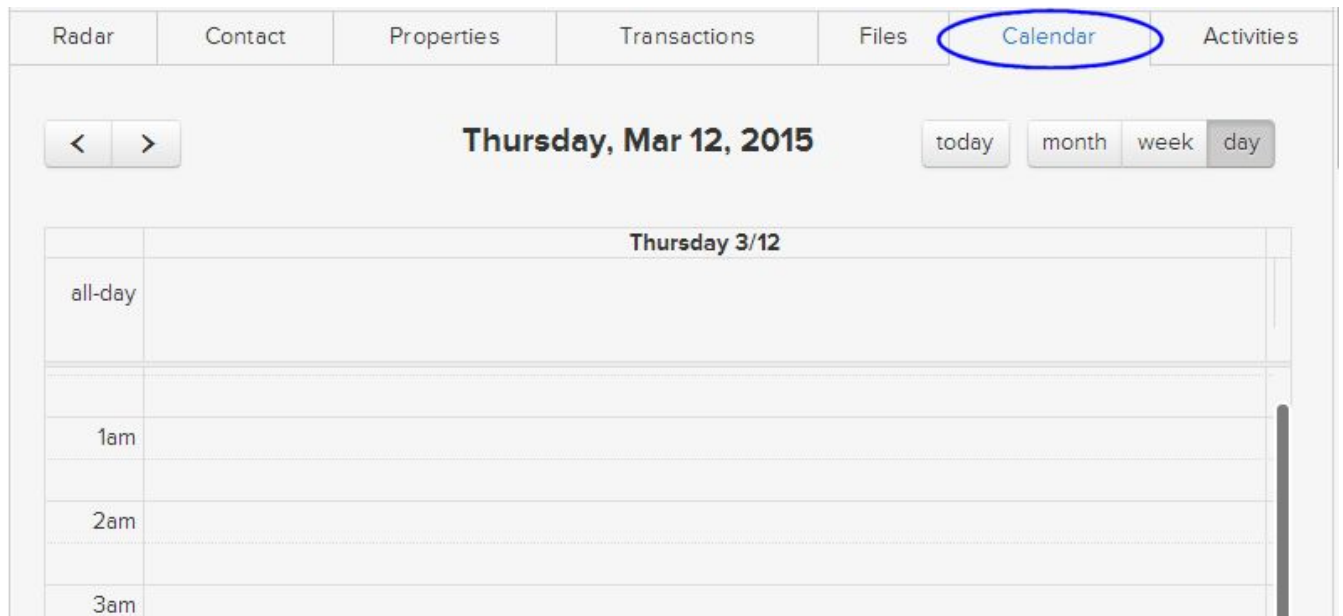 Radar Contact Properties Transactions Files Calendar Activities
< > Thursday, Mar 12, 2015 today month week day
Thursday 3/12
all-day
1am
2am
3am